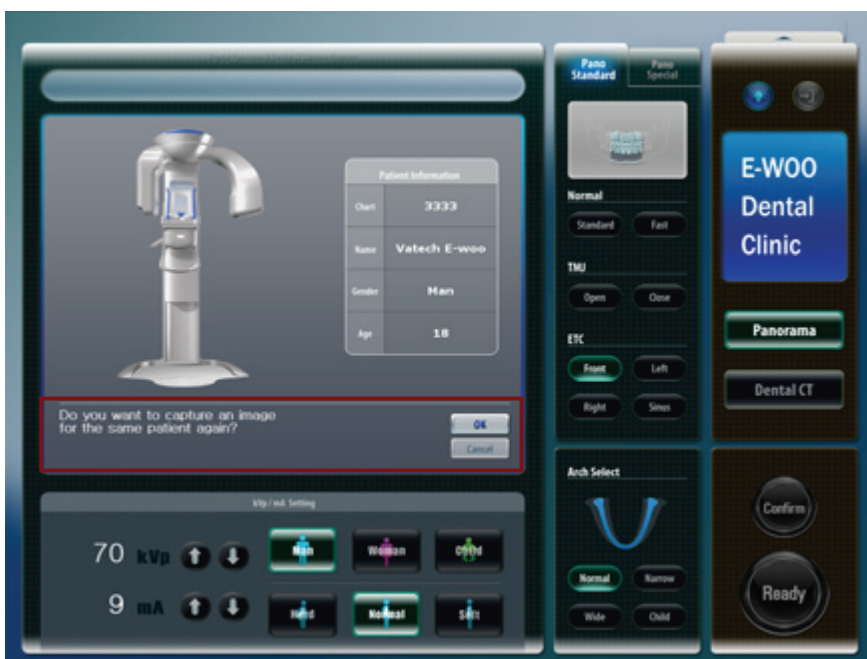 Patient Information
Chart 3333
Name Vatech E-woo
Gender Man
Age 18
Do you want to capture an image
for the same patient again?
OK
Cancel
kVp / mA Setting
70 kVp
Man Woman Child
9 mA
Hard Normal Soft
Pano
Standard
Pano
Special
Normal
Standard Fast
TMJ
Open Close
ETC
Front Left
Right Sinus
Arch Select
Normal Narrow
Wide Child
E-WOO
Dental
Clinic
Panorama
Dental CT
Confirm
Ready